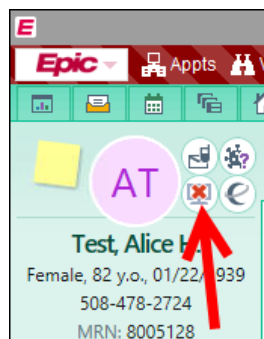 E
Epic Appts
AT
Test, Alice
Female, 82 y.o., 01/22/1939
508-478-2724
MRN: 8005128